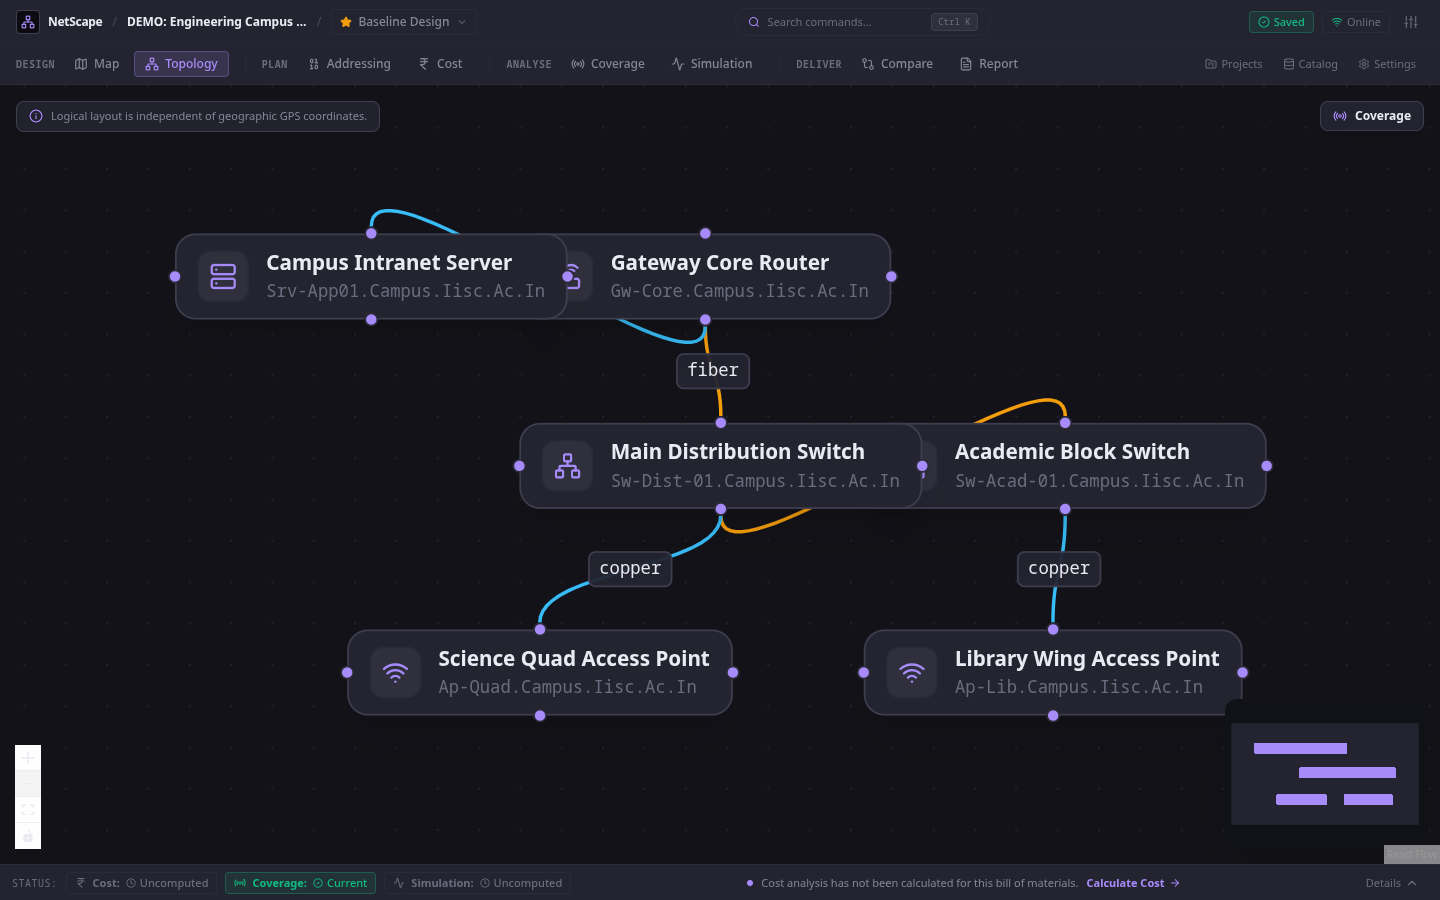 NetScape / DEMO: Engineering Campus ... / Baseline Design
Search commands... Ctrl K
Saved Online
DESIGN Map Topology PLAN Addressing Cost ANALYSE Coverage Simulation DELIVER Compare Report Projects Catalog Settings
Logical layout is independent of geographic GPS coordinates.
Coverage
Campus Intranet Server
Srv-App01.Campus.Iisc.Ac.In
Gateway Core Router
Gw-Core.Campus.Iisc.Ac.In
fiber
Main Distribution Switch
Sw-Dist-01.Campus.Iisc.Ac.In
Academic Block Switch
Sw-Acad-01.Campus.Iisc.Ac.In
copper
copper
Science Quad Access Point
Ap-Quad.Campus.Iisc.Ac.In
Library Wing Access Point
Ap-Lib.Campus.Iisc.Ac.In
React Flow
STATUS: Cost: Uncomputed Coverage: Current Simulation: Uncomputed
Cost analysis has not been calculated for this bill of materials. Calculate Cost
Details